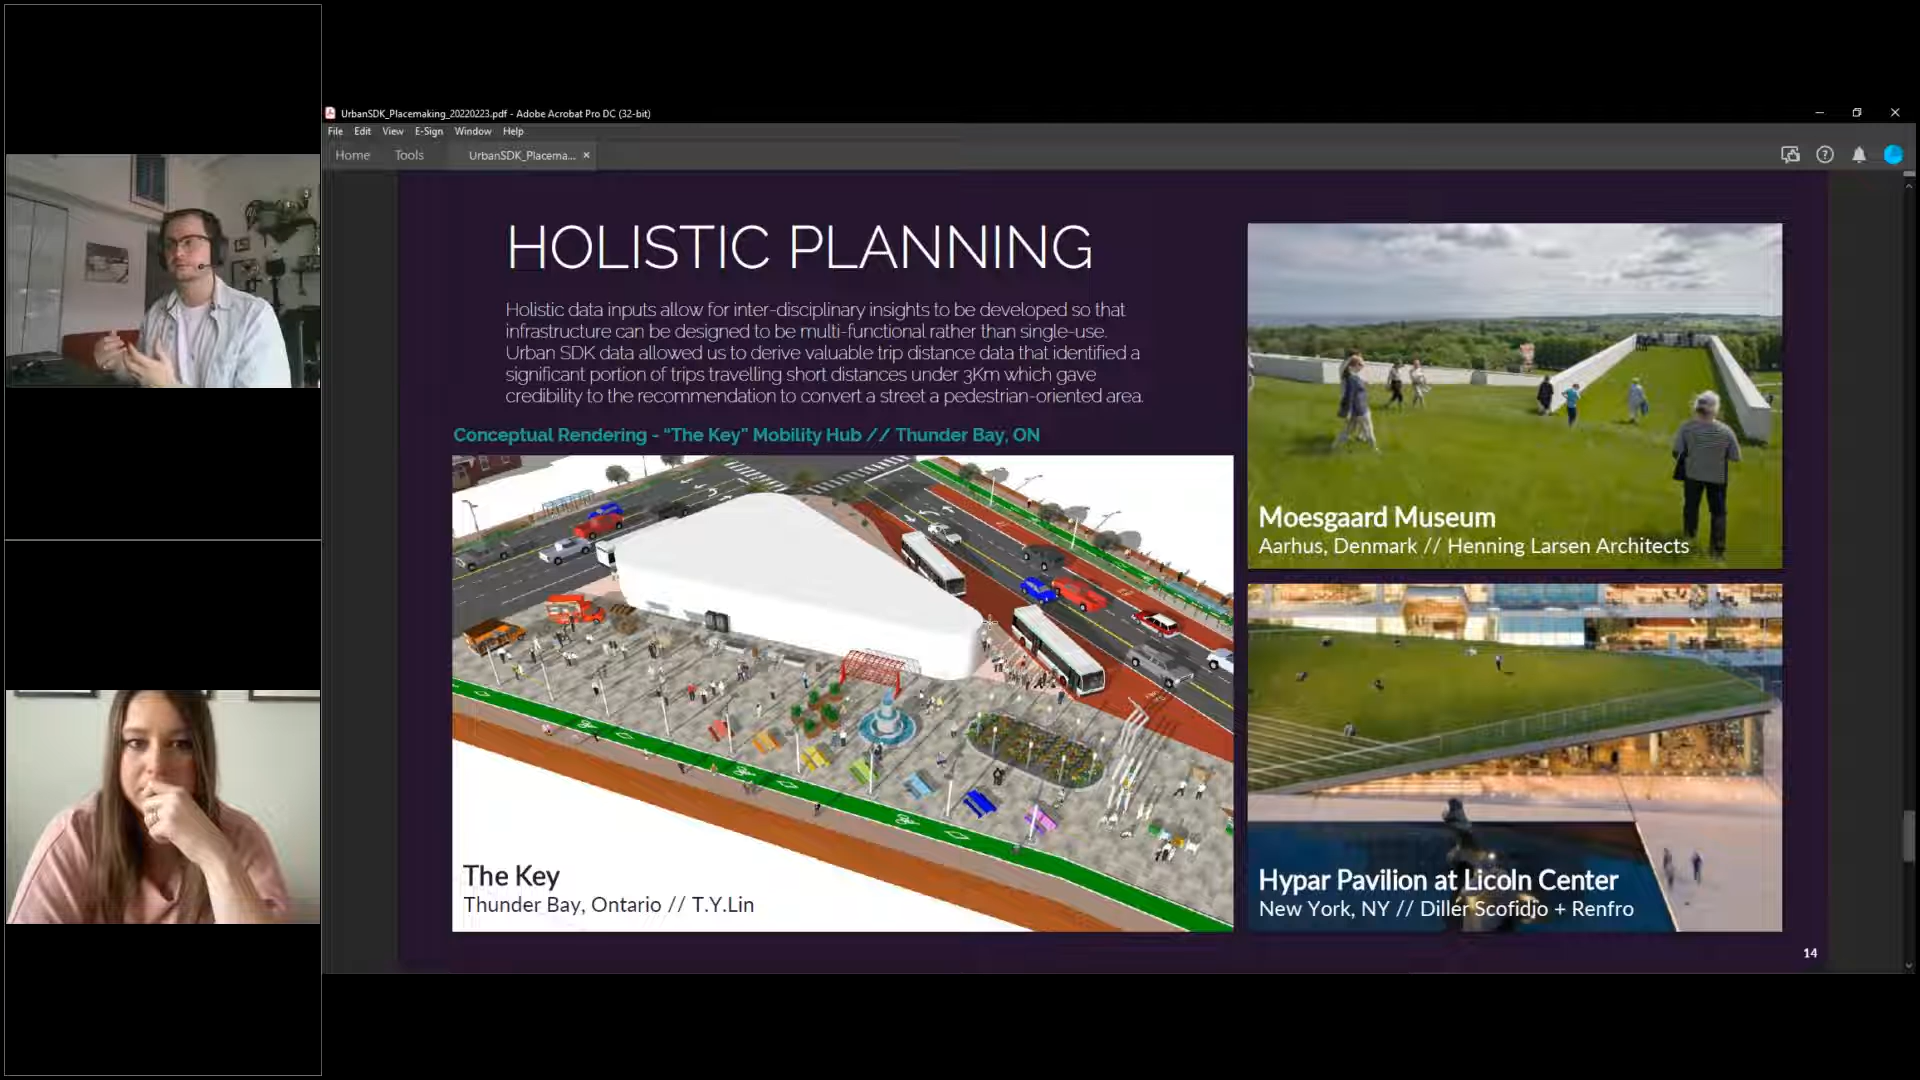 UrbanSDK_Placemaking_20220223.pdf - Adobe Acrobat Pro DC (32-bit)
File Edit View E-Sign Window Help
Home Tools UrbanSDK_Placema... ×
HOLISTIC PLANNING
Holistic data inputs allow for inter-disciplinary insights to be developed so that
infrastructure can be designed to be multi-functional rather than single-use.
Urban SDK data allowed us to derive valuable trip distance data that identified a
significant portion of trips travelling short distances under 3Km which gave
credibility to the recommendation to convert a street a pedestrian-oriented area.
Conceptual Rendering - “The Key” Mobility Hub // Thunder Bay, ON
The Key
Thunder Bay, Ontario // T.Y.Lin
Moesgaard Museum
Aarhus, Denmark // Henning Larsen Architects
Hypar Pavilion at Licoln Center
New York, NY // Diller Scofidjo + Renfro
14